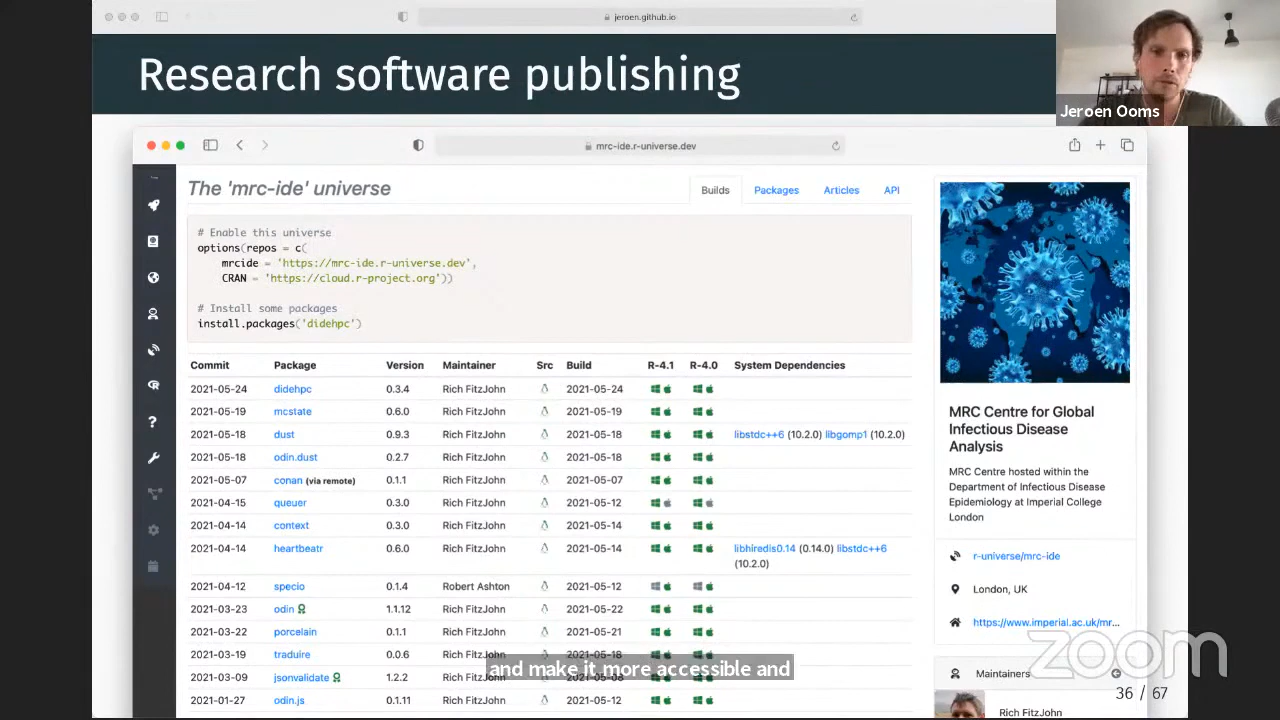 jeroen.github.io
Research software publishing
Jeroen Ooms
mrc-ide.r-universe.dev
The 'mrc-ide' universe
Builds Packages Articles API
# Enable this universe
options(repos = c(
mrcide = 'https://mrc-ide.r-universe.dev',
CRAN = 'https://cloud.r-project.org'))
# Install some packages
install.packages('didehpc')
Commit Package Version Maintainer Src Build R-4.1 R-4.0 System Dependencies
2021-05-24 didehpc 0.3.4 Rich FitzJohn 2021-05-24
2021-05-19 mcstate 0.6.0 Rich FitzJohn 2021-05-19
2021-05-18 dust 0.9.3 Rich FitzJohn 2021-05-18 libstdc++6 (10.2.0) libgomp1 (10.2.0)
2021-05-18 odin.dust 0.2.7 Rich FitzJohn 2021-05-18
2021-05-07 conan (via remote) 0.1.1 Rich FitzJohn 2021-05-07
2021-04-15 queuer 0.3.0 Rich FitzJohn 2021-05-12
2021-04-14 context 0.3.0 Rich FitzJohn 2021-05-14
2021-04-14 heartbeatr 0.6.0 Rich FitzJohn 2021-05-14 libhiredis0.14 (0.14.0) libstdc++6
(10.2.0)
2021-04-12 specio 0.1.4 Robert Ashton 2021-05-12
2021-03-23 odin 1.1.12 Rich FitzJohn 2021-05-22
2021-03-22 porcelain 0.1.1 Rich FitzJohn 2021-05-21
2021-03-19 traduire 0.0.6 Rich FitzJohn 2021-05-18
2021-03-09 jsonvalidate 1.2.2 Rich FitzJohn
2021-01-27 odin.js 0.1.11 Rich FitzJohn 2021-05-12
MRC Centre for Global
Infectious Disease
Analysis
MRC Centre hosted within the
Department of Infectious Disease
Epidemiology at Imperial College
London
r-universe/mrc-ide
London, UK
https://www.imperial.ac.uk/mr...
Maintainers
Rich FitzJohn
and make it more accessible and
zoom
36 / 67